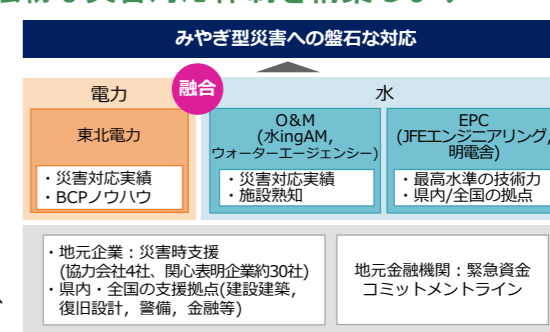 みやぎ型災害への盤石な対応
電力
融合
水
東北電力
・災害対応実績
・BCPノウハウ
O&M
(水ingAM,
ウォーターエージェンシー)
・災害対応実績
・施設熟知
EPC
(JFEエンジニアリング,
明電舎)
・最高水準の技術力
・県内/全国の拠点
・地元企業：災害時支援
(協力会社4社、関心表明企業約30社)
・県内・全国の支援拠点(建設建築,
復旧設計，警備，金融等)
地元金融機関：緊急資金
コミットメントライン